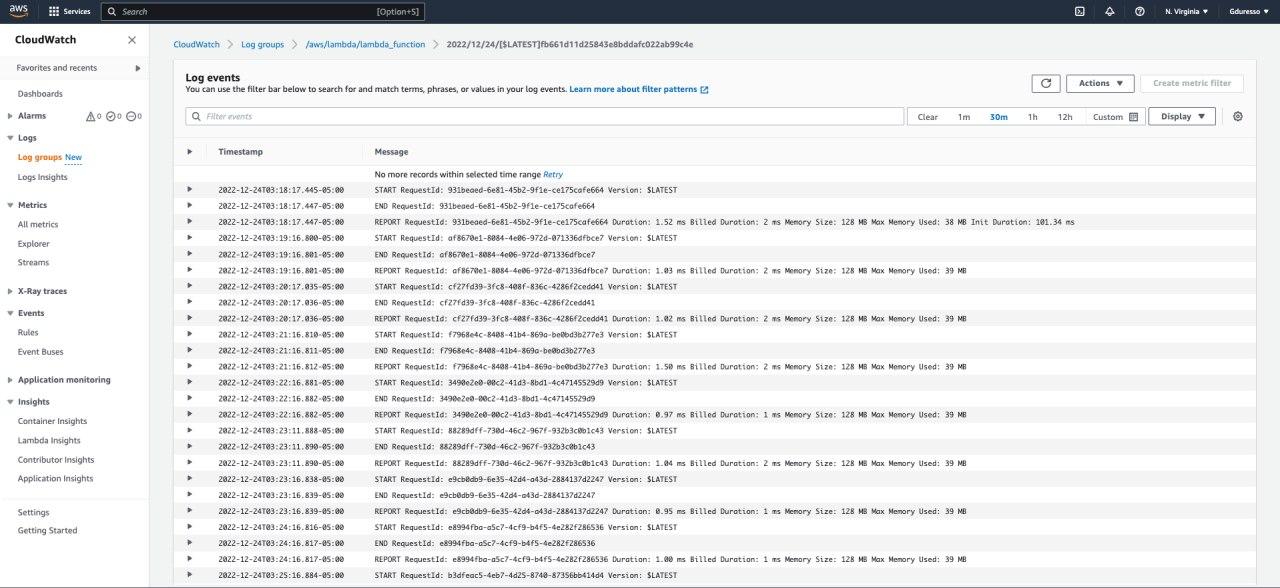 aws Services Search [Option+S] N. Virginia ▼ Gduresso ▼
CloudWatch ×
Favorites and recents
Dashboards
Alarms 0 0 0
Logs
Log groups New
Logs Insights
Metrics
All metrics
Explorer
Streams
X-Ray traces
Events
Rules
Event Buses
Application monitoring
Insights
Container Insights
Lambda Insights
Contributor Insights
Application Insights
Settings
Getting Started
CloudWatch > Log groups > /aws/lambda/lambda_function > 2022/12/24/[$LATEST]fb661d11d25843e8bddafc022ab99c4e
Log events
You can use the filter bar below to search for and match terms, phrases, or values in your log events. Learn more about filter patterns
Actions ▼ Create metric filter
Filter events Clear 1m 30m 1h 12h Custom Display ▼
Timestamp Message
No more records within selected time range Retry
2022-12-24T03:18:17.445-05:00 START RequestId: 931beaed-6e81-45b2-9f1e-ce175cafe664 Version: $LATEST
2022-12-24T03:18:17.447-05:00 END RequestId: 931beaed-6e81-45b2-9f1e-ce175cafe664
2022-12-24T03:18:17.447-05:00 REPORT RequestId: 931beaed-6e81-45b2-9f1e-ce175cafe664 Duration: 1.52 ms Billed Duration: 2 ms Memory Size: 128 MB Max Memory Used: 38 MB Init Duration: 101.34 ms
2022-12-24T03:19:16.800-05:00 START RequestId: af8670e1-8084-4e06-972d-071336dfbce7 Version: $LATEST
2022-12-24T03:19:16.801-05:00 END RequestId: af8670e1-8084-4e06-972d-071336dfbce7
2022-12-24T03:19:16.801-05:00 REPORT RequestId: af8670e1-8084-4e06-972d-071336dfbce7 Duration: 1.03 ms Billed Duration: 2 ms Memory Size: 128 MB Max Memory Used: 39 MB
2022-12-24T03:20:17.035-05:00 START RequestId: cf27fd39-3fc8-408f-836c-4286f2cedd41 Version: $LATEST
2022-12-24T03:20:17.036-05:00 END RequestId: cf27fd39-3fc8-408f-836c-4286f2cedd41
2022-12-24T03:20:17.036-05:00 REPORT RequestId: cf27fd39-3fc8-408f-836c-4286f2cedd41 Duration: 1.02 ms Billed Duration: 2 ms Memory Size: 128 MB Max Memory Used: 39 MB
2022-12-24T03:21:16.810-05:00 START RequestId: f7968e4c-8408-41b4-869a-be0bd3b277e3 Version: $LATEST
2022-12-24T03:21:16.811-05:00 END RequestId: f7968e4c-8408-41b4-869a-be0bd3b277e3
2022-12-24T03:21:16.812-05:00 REPORT RequestId: f7968e4c-8408-41b4-869a-be0bd3b277e3 Duration: 1.50 ms Billed Duration: 2 ms Memory Size: 128 MB Max Memory Used: 39 MB
2022-12-24T03:22:16.881-05:00 START RequestId: 3490e2e0-00c2-41d3-8bd1-4c47145529d9 Version: $LATEST
2022-12-24T03:22:16.882-05:00 END RequestId: 3490e2e0-00c2-41d3-8bd1-4c47145529d9
2022-12-24T03:22:16.882-05:00 REPORT RequestId: 3490e2e0-00c2-41d3-8bd1-4c47145529d9 Duration: 0.97 ms Billed Duration: 1 ms Memory Size: 128 MB Max Memory Used: 39 MB
2022-12-24T03:23:11.888-05:00 START RequestId: 88289dff-730d-46c2-967f-932b3c0b1c43 Version: $LATEST
2022-12-24T03:23:11.890-05:00 END RequestId: 88289dff-730d-46c2-967f-932b3c0b1c43
2022-12-24T03:23:11.890-05:00 REPORT RequestId: 88289dff-730d-46c2-967f-932b3c0b1c43 Duration: 1.04 ms Billed Duration: 2 ms Memory Size: 128 MB Max Memory Used: 39 MB
2022-12-24T03:23:16.838-05:00 START RequestId: e9cb0db9-6e35-42d4-a43d-2884137d2247 Version: $LATEST
2022-12-24T03:23:16.839-05:00 END RequestId: e9cb0db9-6e35-42d4-a43d-2884137d2247
2022-12-24T03:23:16.839-05:00 REPORT RequestId: e9cb0db9-6e35-42d4-a43d-2884137d2247 Duration: 0.95 ms Billed Duration: 1 ms Memory Size: 128 MB Max Memory Used: 39 MB
2022-12-24T03:24:16.816-05:00 START RequestId: e8994fba-a5c7-4cf9-b4f5-4e282f286536 Version: $LATEST
2022-12-24T03:24:16.817-05:00 END RequestId: e8994fba-a5c7-4cf9-b4f5-4e282f286536
2022-12-24T03:24:16.817-05:00 REPORT RequestId: e8994fba-a5c7-4cf9-b4f5-4e282f286536 Duration: 1.00 ms Billed Duration: 1 ms Memory Size: 128 MB Max Memory Used: 39 MB
2022-12-24T03:25:16.884-05:00 START RequestId: b3dfeac5-4eb7-4d25-8740-87356bb414d4 Version: $LATEST